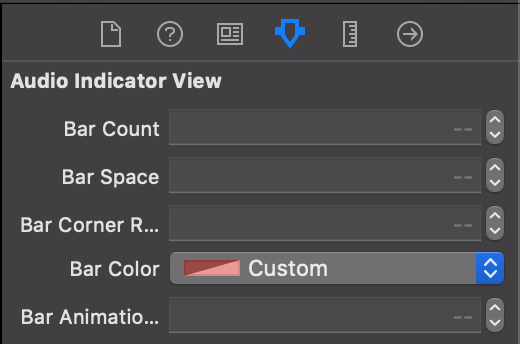 Audio Indicator View
Bar Count --
Bar Space --
Bar Corner R... --
Bar Color Custom
Bar Animatio... --